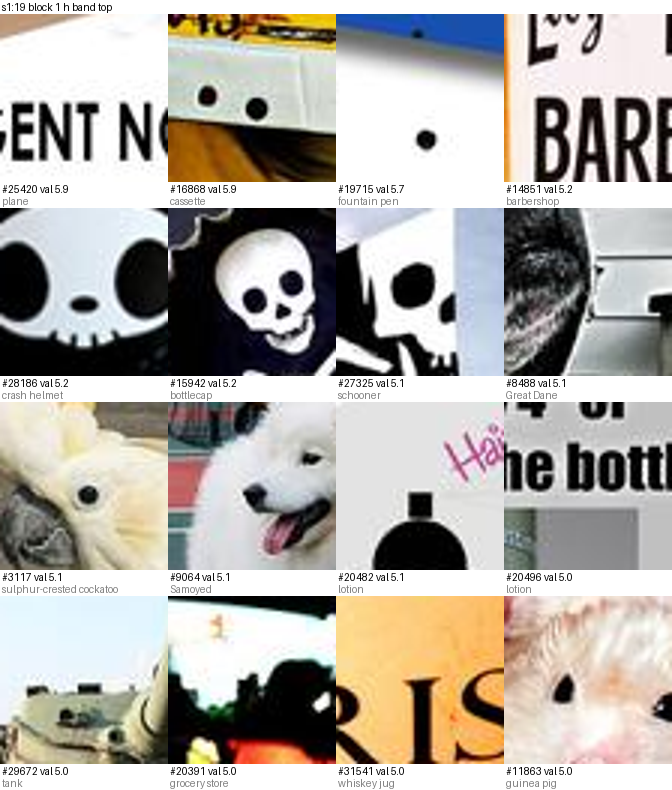 s1:19 block 1 h band top
GENT NO
#25420 val 5.9
plane
#16868 val 5.9
cassette
#19715 val 5.7
fountain pen
BARB
#14851 val 5.2
barbershop
#28186 val 5.2
crash helmet
#15942 val 5.2
bottlecap
#27325 val 5.1
schooner
#8488 val 5.1
Great Dane
#3117 val 5.1
sulphur-crested cockatoo
#9064 val 5.1
Samoyed
Hai
#20482 val 5.1
lotion
he bottl
#20496 val 5.0
lotion
#29672 val 5.0
tank
#20391 val 5.0
grocery store
RIS
#31541 val 5.0
whiskey jug
#11863 val 5.0
guinea pig